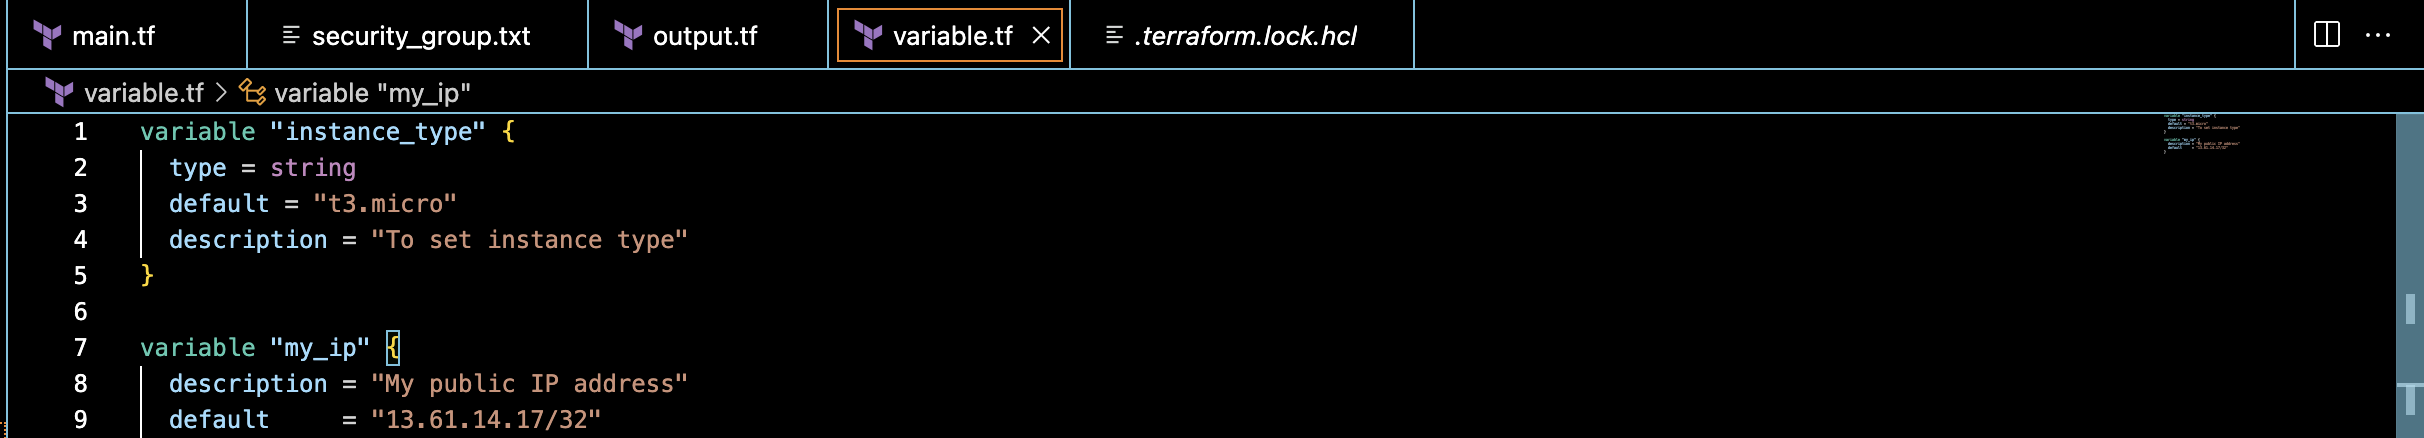 main.tf security_group.txt output.tf variable.tf .terraform.lock.hcl
variable.tf > variable "my_ip"
1 variable "instance_type" {
2 type = string
3 default = "t3.micro"
4 description = "To set instance type"
5 }
6
7 variable "my_ip" {
8 description = "My public IP address"
9 default = "13.61.14.17/32"